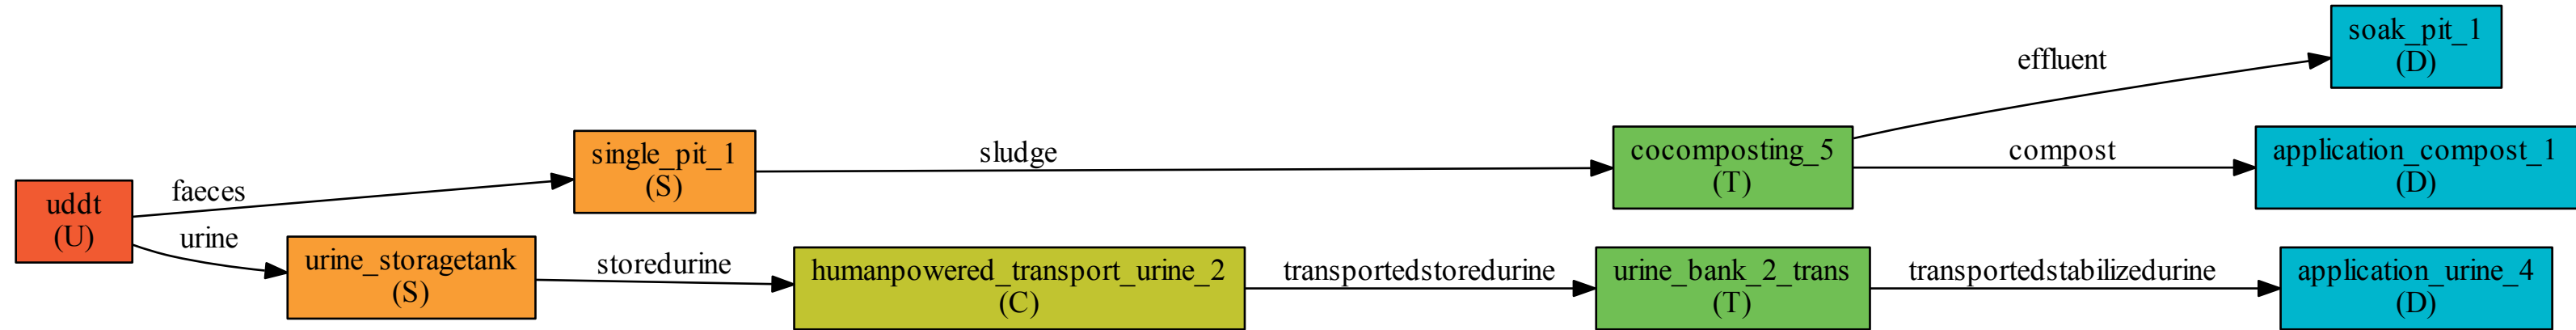 uddt
(U)
faeces
urine
single_pit_1
(S)
urine_storagetank
(S)
sludge
storedurine
humanpowered_transport_urine_2
(C)
transportedstoredurine
cocomposting_5
(T)
urine_bank_2_trans
(T)
effluent
compost
transportedstabilizedurine
soak_pit_1
(D)
application_compost_1
(D)
application_urine_4
(D)